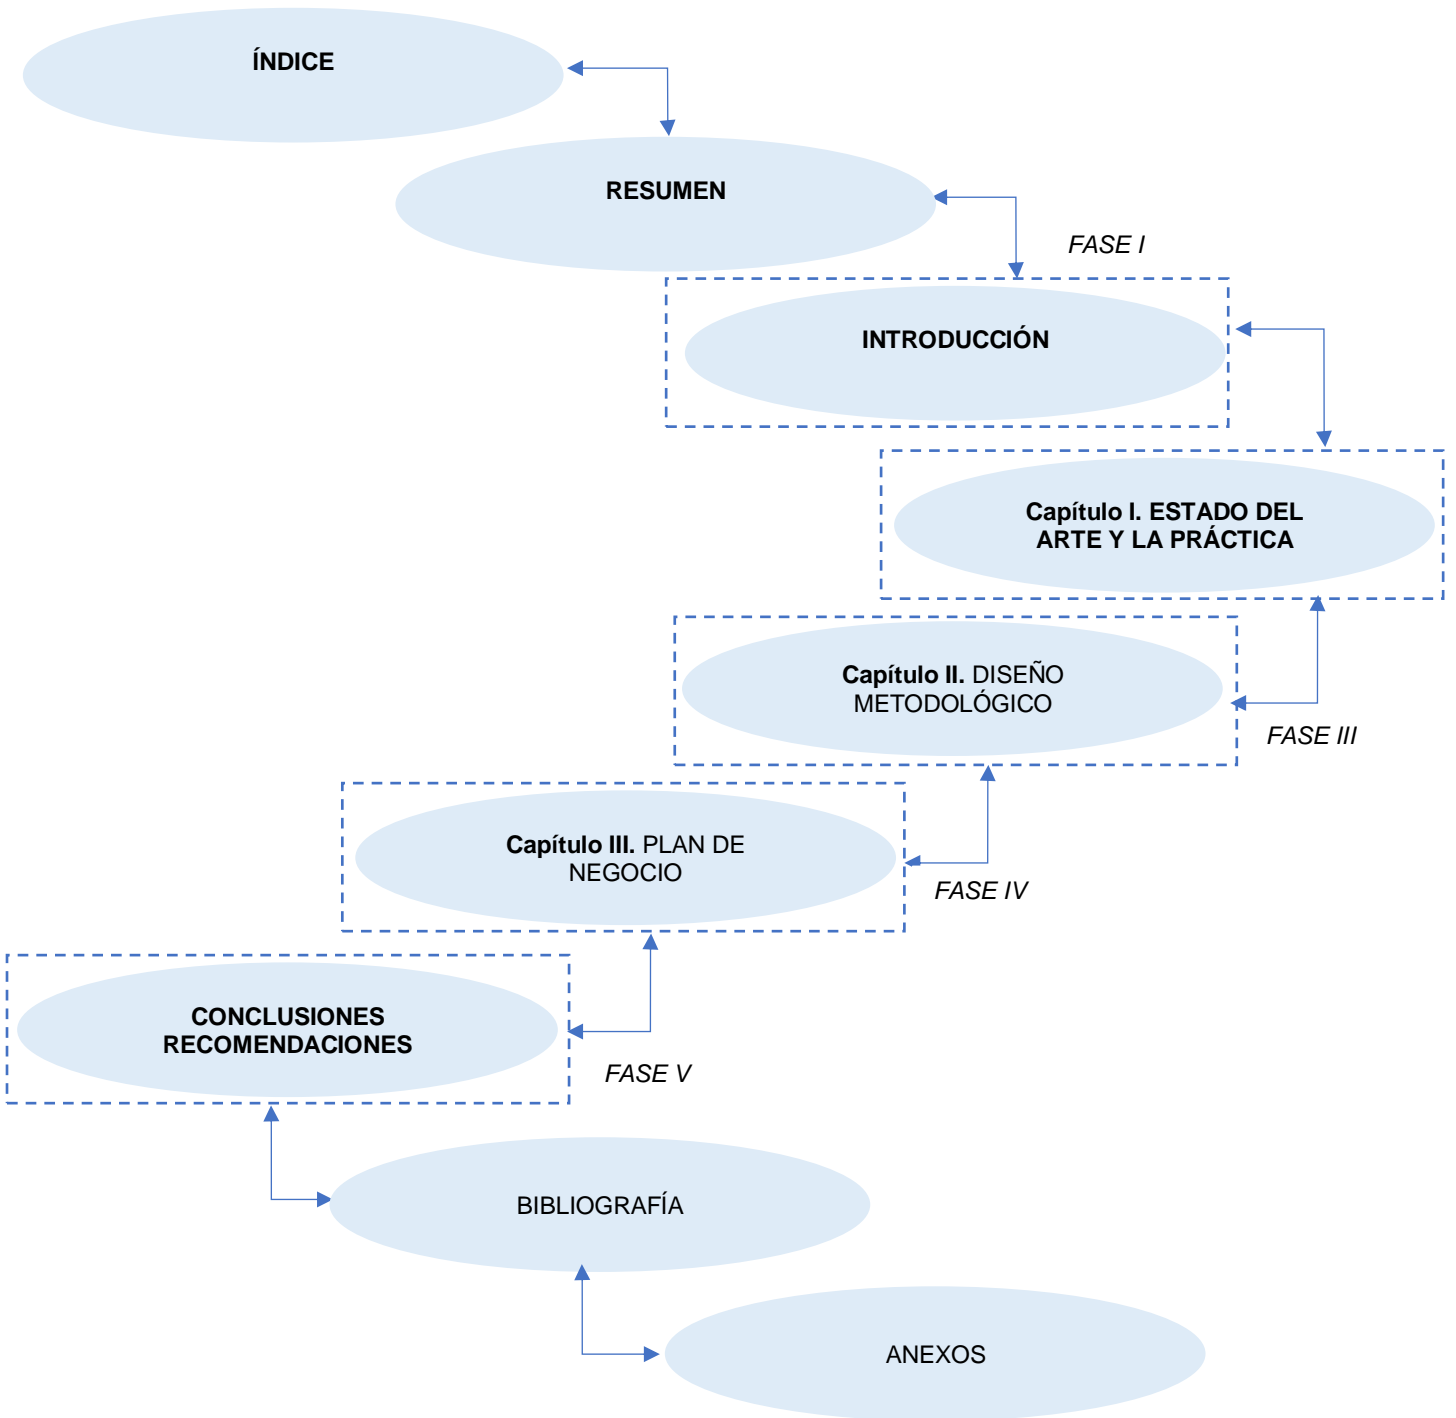 ÍNDICE
RESUMEN
FASE I
INTRODUCCIÓN
Capítulo I. ESTADO DEL
ARTE Y LA PRÁCTICA
Capítulo II. DISEÑO
METODOLÓGICO
FASE III
Capítulo III. PLAN DE
NEGOCIO
FASE IV
CONCLUSIONES
RECOMENDACIONES
FASE V
BIBLIOGRAFÍA
ANEXOS